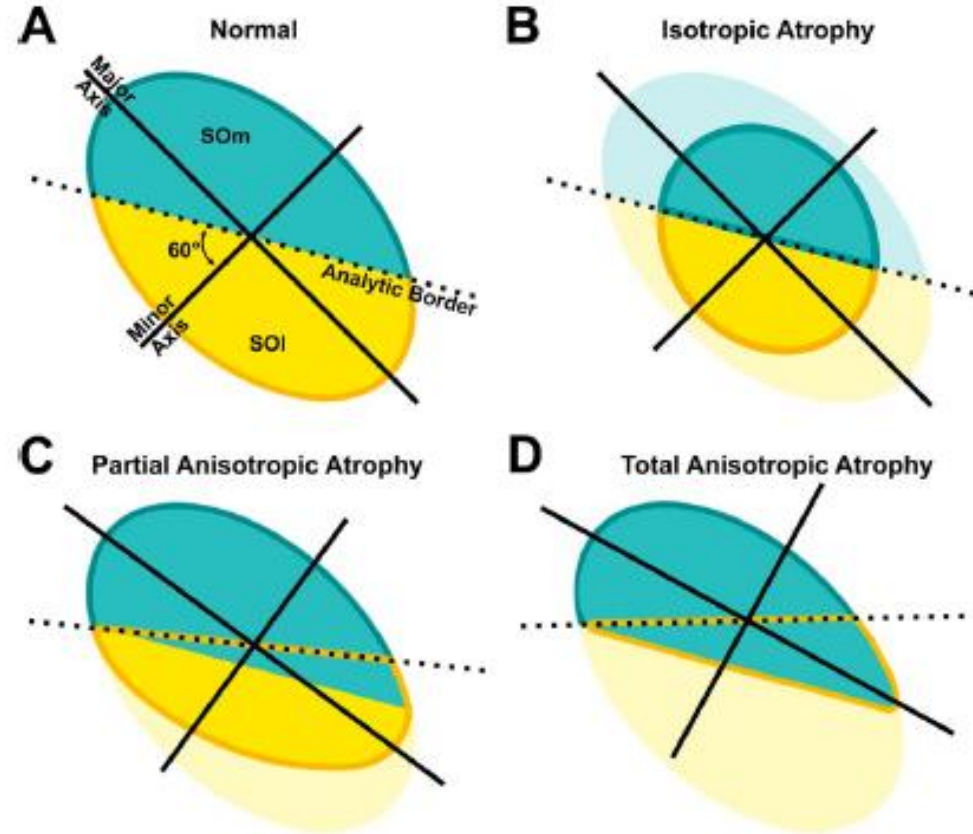 A
Normal
Major
Axis
SOm
60°
Analytic Border
Minor
Axis
SOl
B
Isotropic Atrophy
C
Partial Anisotropic Atrophy
D
Total Anisotropic Atrophy